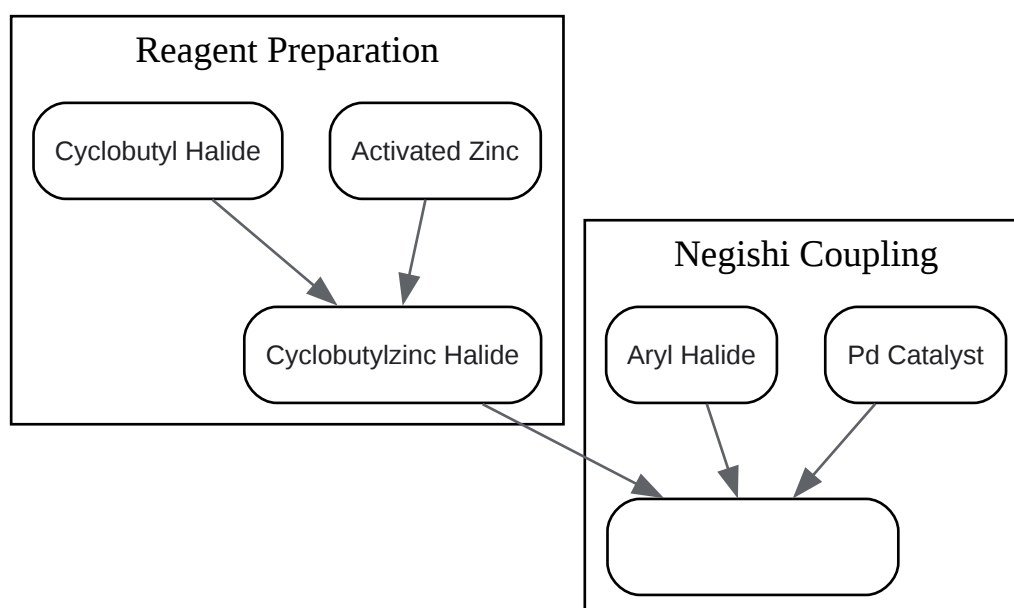 Reagent Preparation
Cyclobutyl Halide
Activated Zinc
Cyclobutylzinc Halide
Negishi Coupling
Aryl Halide
Pd Catalyst